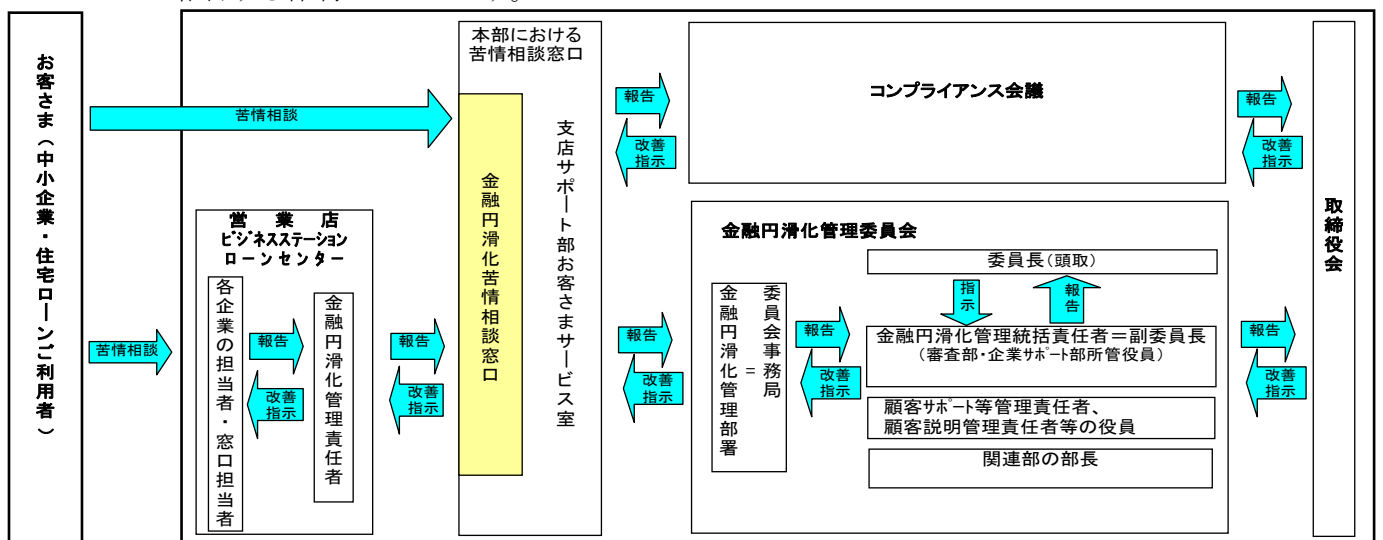 本部における
苦情相談窓口
お客さま（中小企業・住宅ローンご利用者）
苦情相談
苦情相談
営業店
ビジネスステーション
ローンセンター
各企業の担当者・窓口担当者
報告
改善
指示
金融円滑化管理責任者
報告
改善
指示
金融円滑化苦情相談窓口
支店サポート部お客さまサービス室
報告
改善
指示
報告
改善
指示
コンプライアンス会議
金融円滑化管理委員会
委員会事務局
＝
金融円滑化管理部署
報告
改善
指示
委員長（頭取）
指示
報告
金融円滑化管理統括責任者＝副委員長
（審査部・企業サポート部所管役員）
顧客サポート等管理責任者、
顧客説明管理責任者等の役員
関連部の部長
報告
改善
指示
報告
改善
指示
取締役会